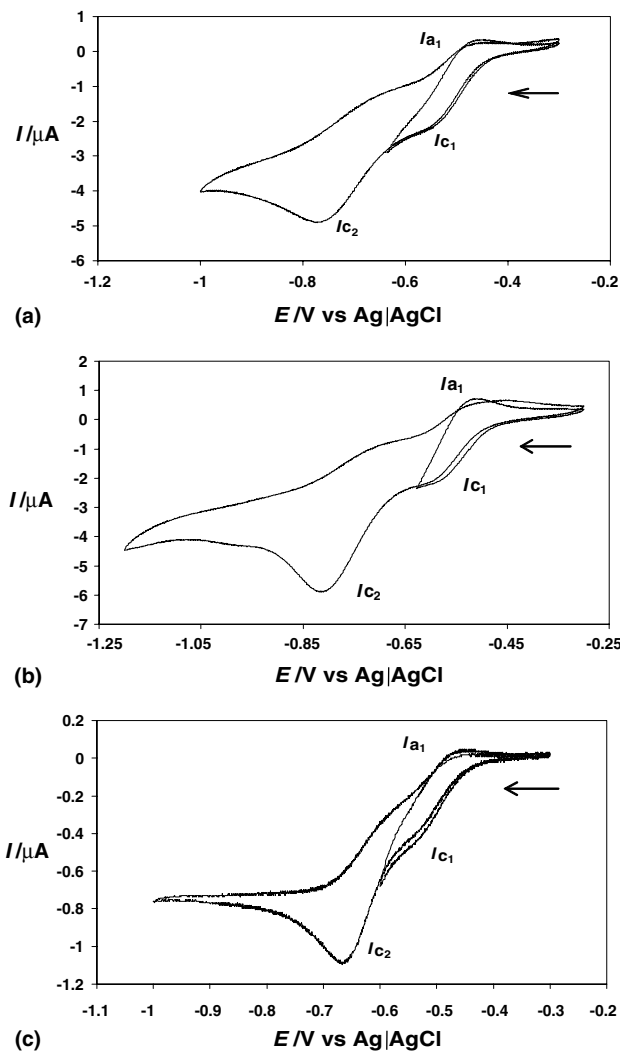 1
0
-1
-2
-3
-4
-5
-6
I/μA
Ia1
Ic1
Ic2
-1.2 -1 -0.8 -0.6 -0.4 -0.2
(a) E/V vs Ag|AgCl
2
1
0
-1
-2
-3
-4
-5
-6
-7
I/μA
Ia1
Ic1
Ic2
-1.25 -1.05 -0.85 -0.65 -0.45 -0.25
(b) E/V vs Ag|AgCl
0.2
0
-0.2
-0.4
-0.6
-0.8
-1
-1.2
I/μA
Ia1
Ic1
Ic2
-1.1 -1 -0.9 -0.8 -0.7 -0.6 -0.5 -0.4 -0.3 -0.2
(c) E/V vs Ag|AgCl